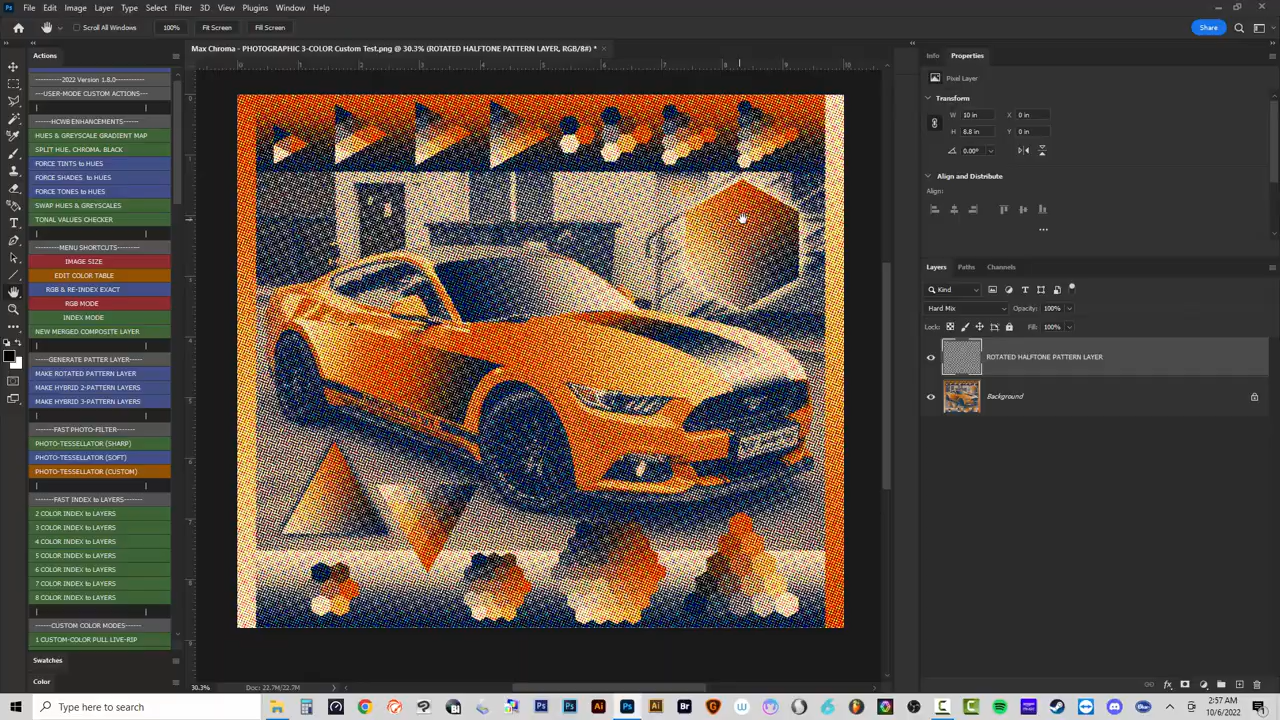 File Edit Image Layer Type Select Filter 3D View Plugins Window Help
Scroll All Windows 100% Fit Screen Fill Screen Share
Max Chroma - PHOTOGRAPHIC 3-COLOR Custom Test.png @ 30.3% (ROTATED HALFTONE PATTERN LAYER, RGB/8#) *
Actions
----------2022 Version 1.8.0----------
----USER-MODE CUSTOM ACTIONS----
-------HCWB ENHANCEMENTS-------
HUES & GREYSCALE GRADIENT MAP
SPLIT HUE. CHROMA. BLACK
FORCE TINTS to HUES
FORCE SHADES to HUES
FORCE TONES to HUES
SWAP HUES & GREYSCALES
TONAL VALUES CHECKER
---------MENU SHORTCUTS---------
IMAGE SIZE
EDIT COLOR TABLE
RGB & RE-INDEX EXACT
RGB MODE
INDEX MODE
NEW MERGED COMPOSITE LAYER
-----GENERATE PATTER LAYER-----
MAKE ROTATED PATTERN LAYER
MAKE HYBRID 2-PATTERN LAYERS
MAKE HYBRID 3-PATTERN LAYERS
--------FAST PHOTO-FILTER--------
PHOTO-TESSELLATOR (SHARP)
PHOTO-TESSELLATOR (SOFT)
PHOTO-TESSELLATOR (CUSTOM)
------FAST INDEX to LAYERS------
2 COLOR INDEX to LAYERS
3 COLOR INDEX to LAYERS
4 COLOR INDEX to LAYERS
5 COLOR INDEX to LAYERS
6 COLOR INDEX to LAYERS
7 COLOR INDEX to LAYERS
8 COLOR INDEX to LAYERS
------CUSTOM COLOR MODES------
1 CUSTOM-COLOR PULL LIVE-RIP
Swatches
Color
30.3% Doc: 22.7M/22.7M
Info Properties
Pixel Layer
Transform
W 10 in X 0 in
H 8.8 in Y 0 in
0.00°
Align and Distribute
Align:
Layers Paths Channels
Kind
Hard Mix Opacity: 100%
Lock: Fill: 100%
ROTATED HALFTONE PATTERN LAYER
Background
Type here to search
2:57 AM
10/6/2022